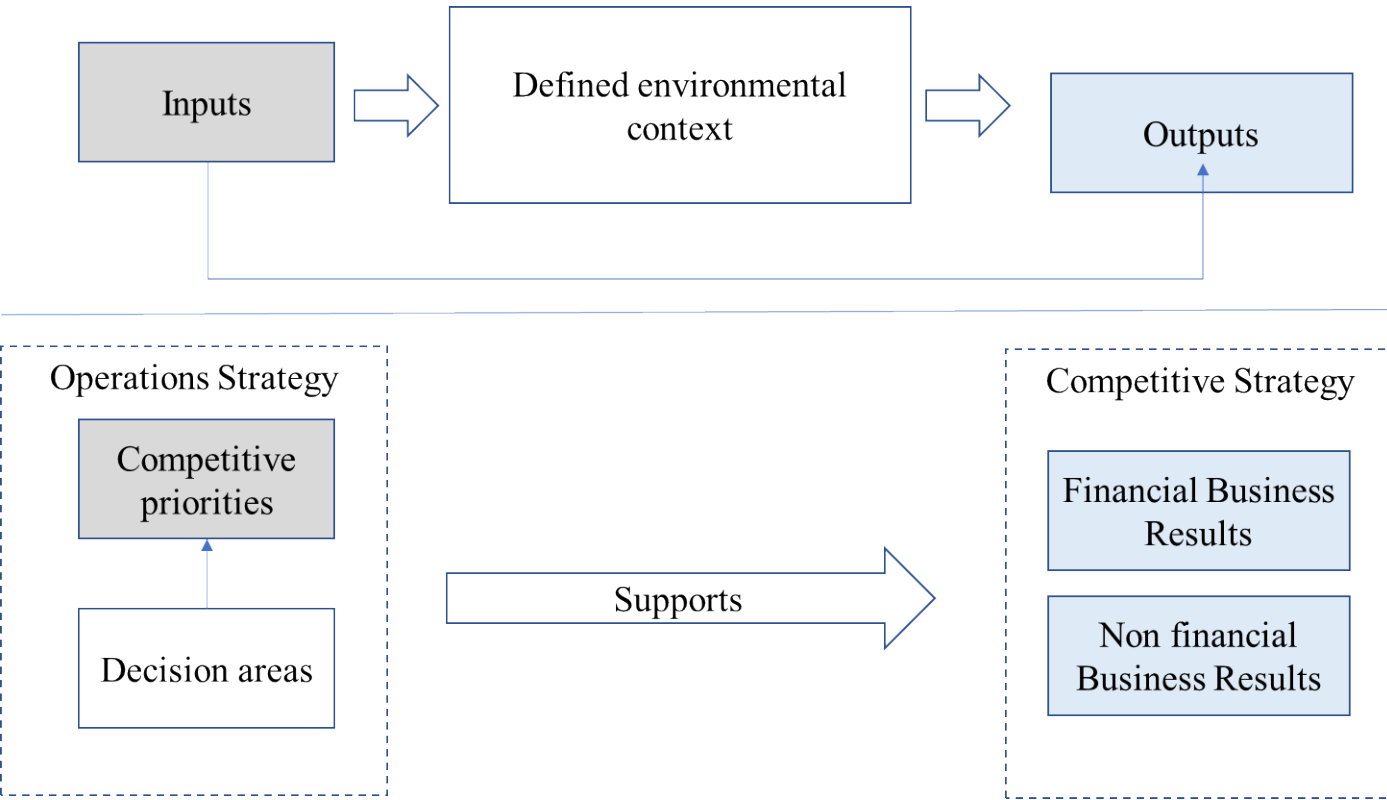 Inputs
Defined environmental
context
Outputs
Operations Strategy
Competitive
priorities
Decision areas
Supports
Competitive Strategy
Financial Business
Results
Non financial
Business Results